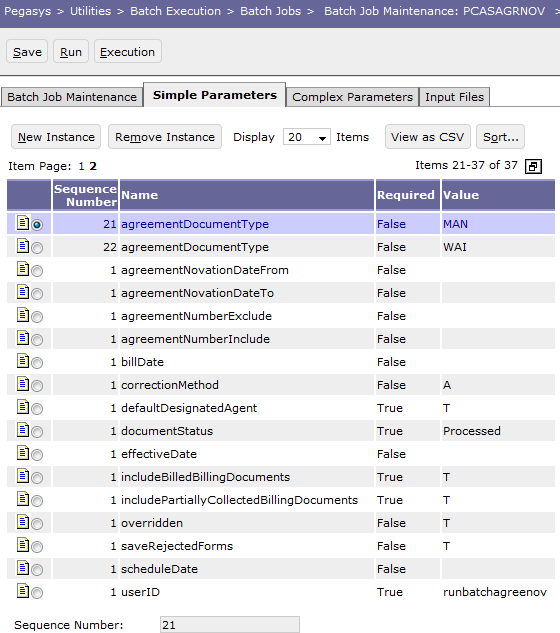 Pegasys > Utilities > Batch Execution > Batch Jobs > Batch Job Maintenance: PCASAGRNOV >
Save Run Execution
Batch Job Maintenance Simple Parameters Complex Parameters Input Files
New Instance Remove Instance Display 20 Items View as CSV Sort...
Item Page: 1 2 Items 21-37 of 37
Sequence Number Name Required Value
21 agreementDocumentType False MAN
22 agreementDocumentType False WAI
1 agreementNovationDateFrom False
1 agreementNovationDateTo False
1 agreementNumberExclude False
1 agreementNumberInclude False
1 billDate False
1 correctionMethod False A
1 defaultDesignatedAgent True T
1 documentStatus True Processed
1 effectiveDate False
1 includeBilledBillingDocuments True T
1 includePartiallyCollectedBillingDocuments True T
1 overridden False T
1 saveRejectedForms False T
1 scheduleDate False
1 userID True runbatchagreenov
Sequence Number: 21